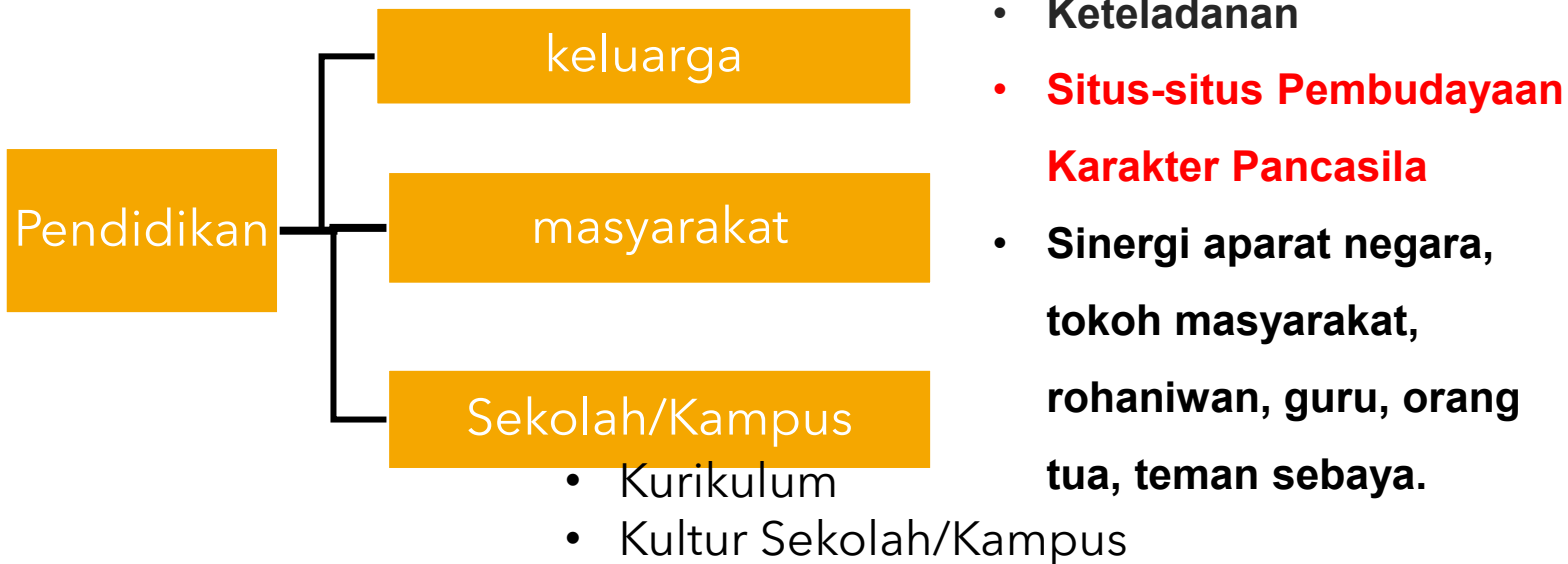 Pendidikan
keluarga
masyarakat
Sekolah/Kampus
• Kurikulum
• Kultur Sekolah/Kampus
• Keteladanan
• Situs-situs Pembudayaan
Karakter Pancasila
• Sinergi aparat negara,
tokoh masyarakat,
rohaniwan, guru, orang
tua, teman sebaya.